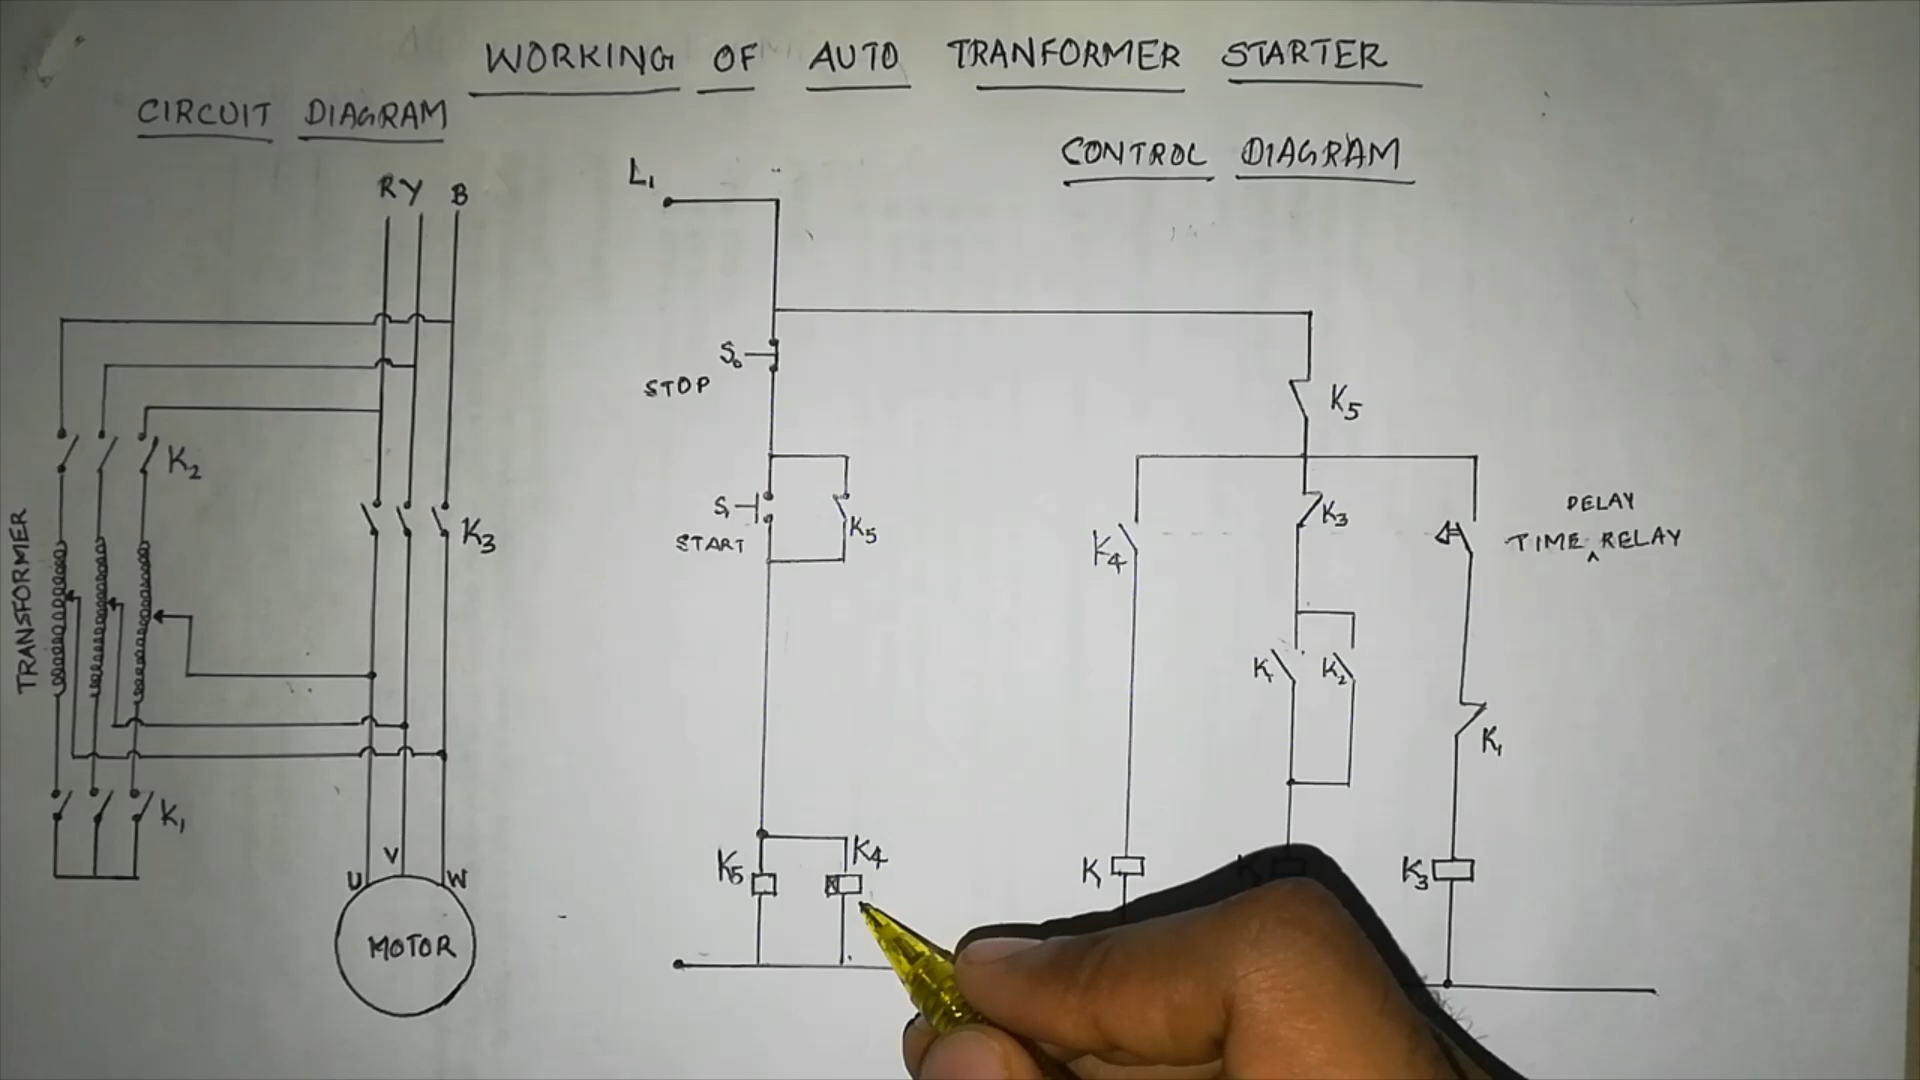 WORKING OF AUTO TRANFORMER STARTER
CIRCUIT DIAGRAM
CONTROL DIAGRAM
R Y B
L1
S0
STOP
K5
K2
S1
START
K5
K3
K4
K3
DELAY
TIME ^ RELAY
TRANSFORMER
K1
K2
K1
K1
K5
K4
K1
K3
U V W
MOTOR